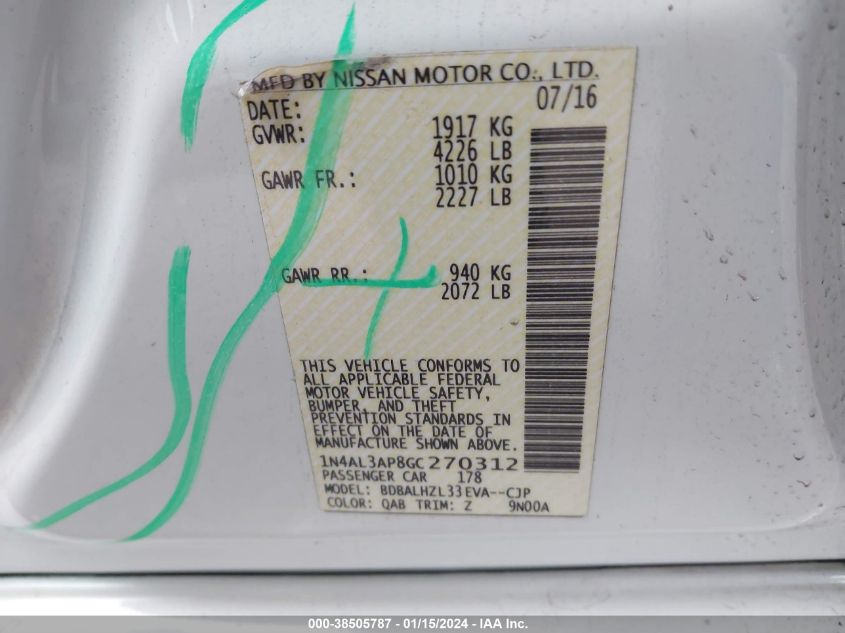 MFD BY NISSAN MOTOR CO., LTD.
DATE: 07/16
GVWR: 1917 KG
4226 LB
GAWR FR.: 1010 KG
2227 LB
GAWR RR.: 940 KG
2072 LB
THIS VEHICLE CONFORMS TO
ALL APPLICABLE FEDERAL
MOTOR VEHICLE SAFETY,
BUMPER, AND THEFT
PREVENTION STANDARDS IN
EFFECT ON THE DATE OF
MANUFACTURE SHOWN ABOVE.
1N4AL3AP8GC270312
PASSENGER CAR 178
MODEL: BDBALHZL33EVA--CJP
COLOR: QAB TRIM: Z 9N00A
000-38505787 - 01/15/2024 - IAA Inc.